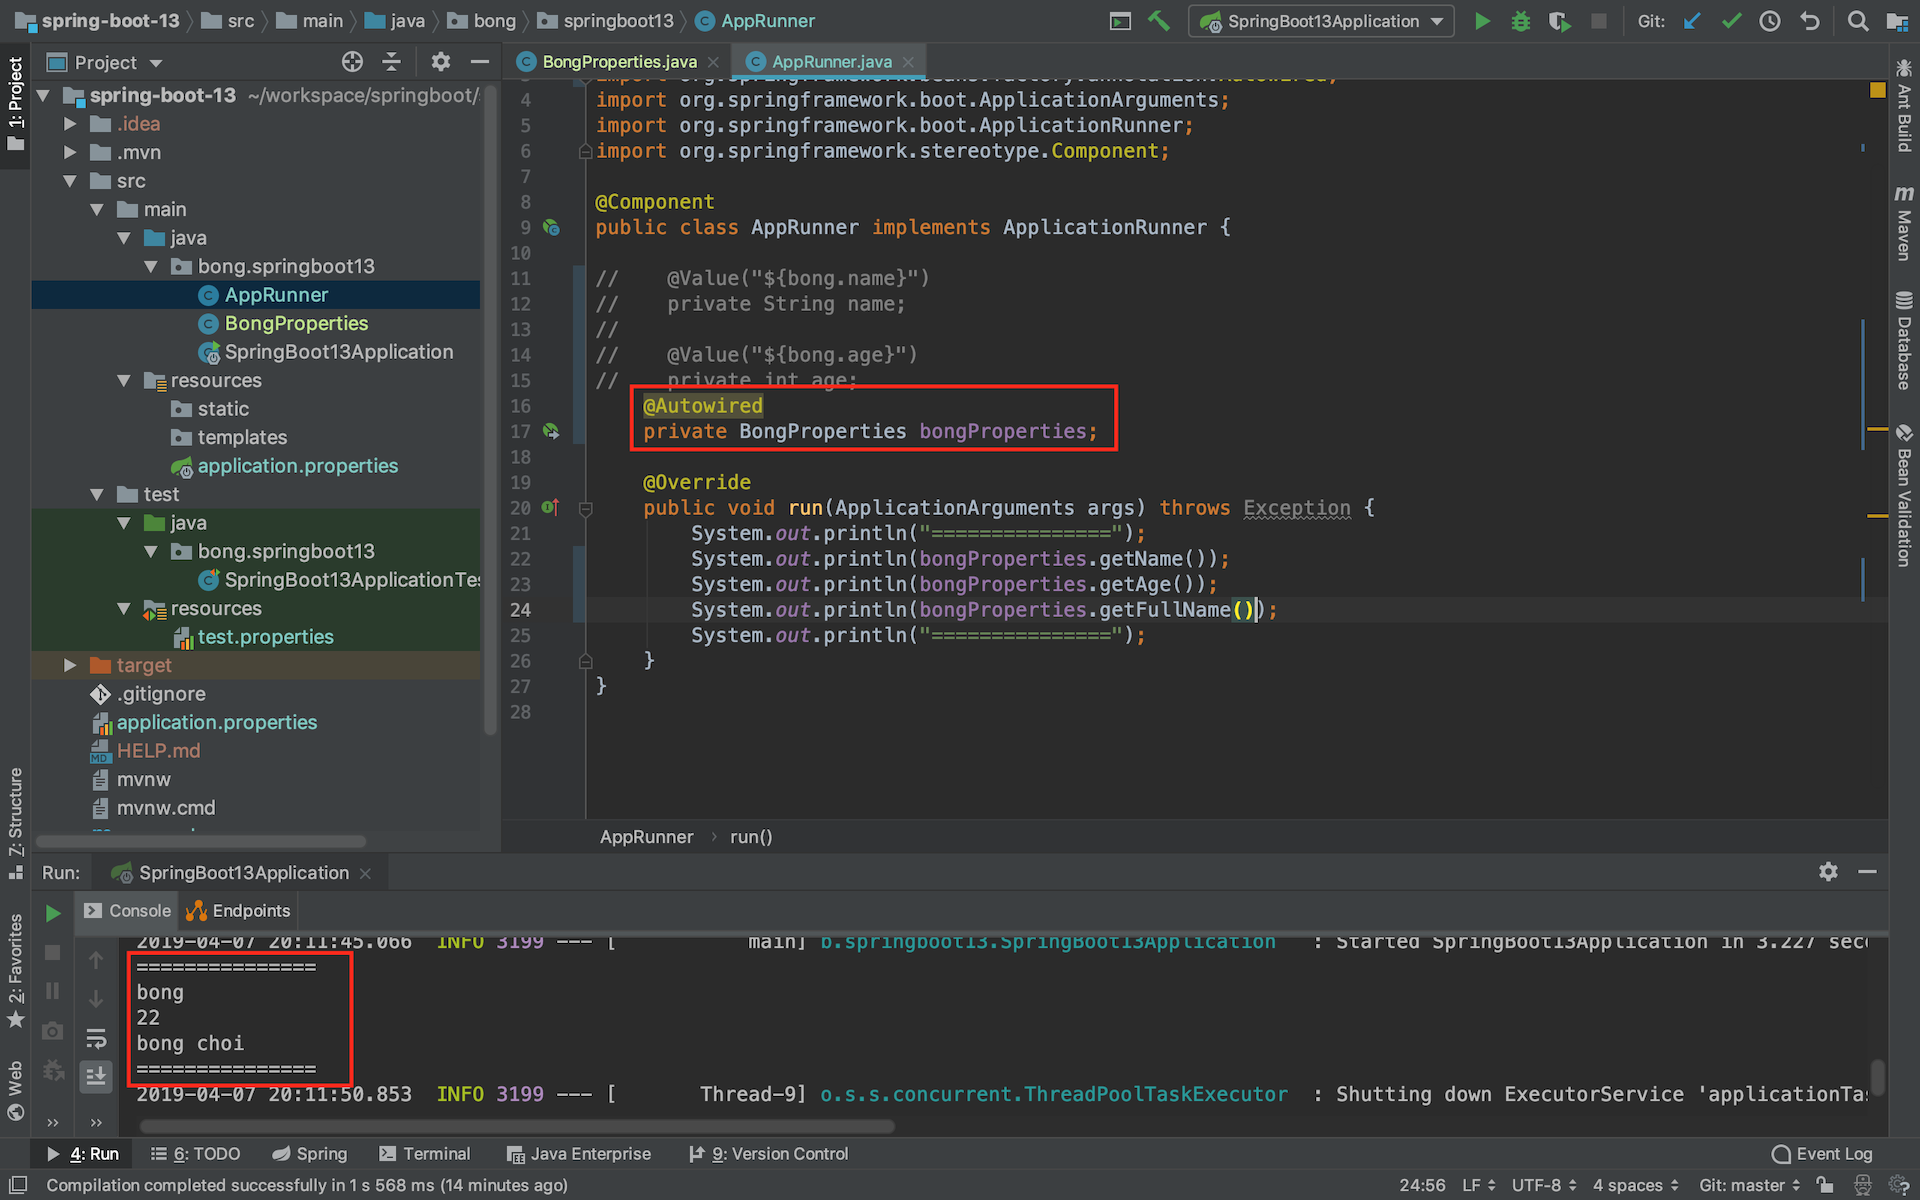 spring-boot-13 src main java bong springboot13 AppRunner SpringBoot13Application Git:
1: Project
Project
BongProperties.java AppRunner.java
spring-boot-13 ~/workspace/springboot/
.idea
.mvn
src
main
java
bong.springboot13
AppRunner
BongProperties
SpringBoot13Application
resources
static
templates
application.properties
test
java
bong.springboot13
SpringBoot13ApplicationTes
resources
test.properties
target
.gitignore
application.properties
HELP.md
mvnw
mvnw.cmd
import org.springframework.beans.factory.annotation.Autowired;
4 import org.springframework.boot.ApplicationArguments;
5 import org.springframework.boot.ApplicationRunner;
6 import org.springframework.stereotype.Component;
7
8 @Component
9 public class AppRunner implements ApplicationRunner {
10
11 // @Value("${bong.name}")
12 // private String name;
13 //
14 // @Value("${bong.age}")
15 // private int age;
16 @Autowired
17 private BongProperties bongProperties;
18
19 @Override
20 public void run(ApplicationArguments args) throws Exception {
21 System.out.println("===============");
22 System.out.println(bongProperties.getName());
23 System.out.println(bongProperties.getAge());
24 System.out.println(bongProperties.getFullName());
25 System.out.println("===============");
26 }
27 }
28
AppRunner run()
Ant Build
m Maven
Database
Bean Validation
Z: Structure
2: Favorites
Web
Run: SpringBoot13Application
Console Endpoints
2019-04-07 20:11:45.066 INFO 3199 --- [ main] b.springboot13.SpringBoot13Application : Started SpringBoot13Application in 3.227 sec
===============
bong
22
bong choi
===============
2019-04-07 20:11:50.853 INFO 3199 --- [ Thread-9] o.s.s.concurrent.ThreadPoolTaskExecutor : Shutting down ExecutorService 'applicationTa
4: Run 6: TODO Spring Terminal Java Enterprise 9: Version Control Event Log
Compilation completed successfully in 1 s 568 ms (14 minutes ago) 24:56 LF UTF-8 4 spaces Git: master